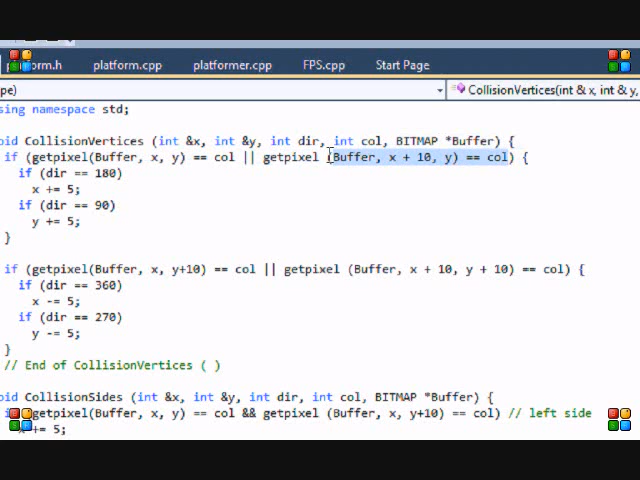 orm.h platform.cpp platformer.cpp FPS.cpp Start Page
pe) CollisionVertices(int & x, int & y,
sing namespace std;
oid CollisionVertices (int &x, int &y, int dir, int col, BITMAP *Buffer) {
if (getpixel(Buffer, x, y) == col || getpixel (Buffer, x + 10, y) == col) {
if (dir == 180)
x += 5;
if (dir == 90)
y += 5;
}
if (getpixel(Buffer, x, y+10) == col || getpixel (Buffer, x + 10, y + 10) == col) {
if (dir == 360)
x -= 5;
if (dir == 270)
y -= 5;
}
// End of CollisionVertices ( )
oid CollisionSides (int &x, int &y, int dir, int col, BITMAP *Buffer) {
getpixel(Buffer, x, y) == col && getpixel (Buffer, x, y+10) == col) // left side
x += 5;